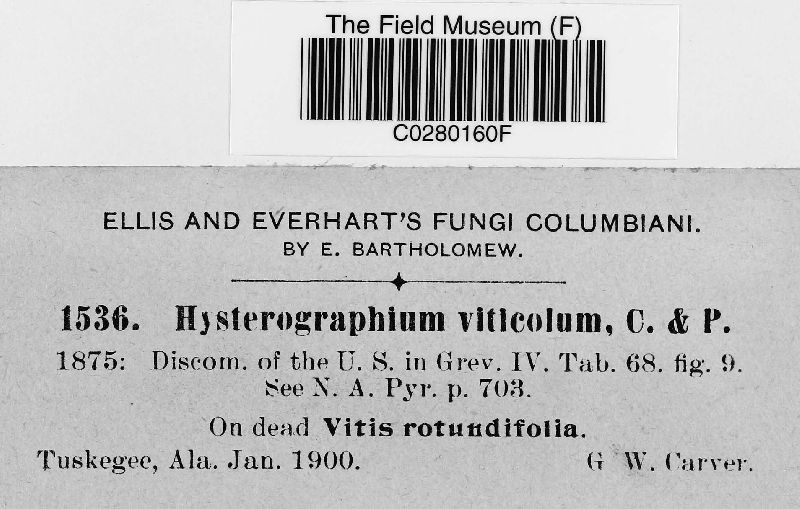 The Field Museum (F)
C0280160F
ELLIS AND EVERHART'S FUNGI COLUMBIANI.
BY E. BARTHOLOMEW.
1536. Hysterographium viticolum, C. & P.
1875: Discom. of the U. S. in Grev. IV. Tab. 68. fig. 9.
See N. A. Pyr. p. 703.
On dead Vitis rotundifolia.
Tuskegee, Ala. Jan. 1900. G W. Carver.